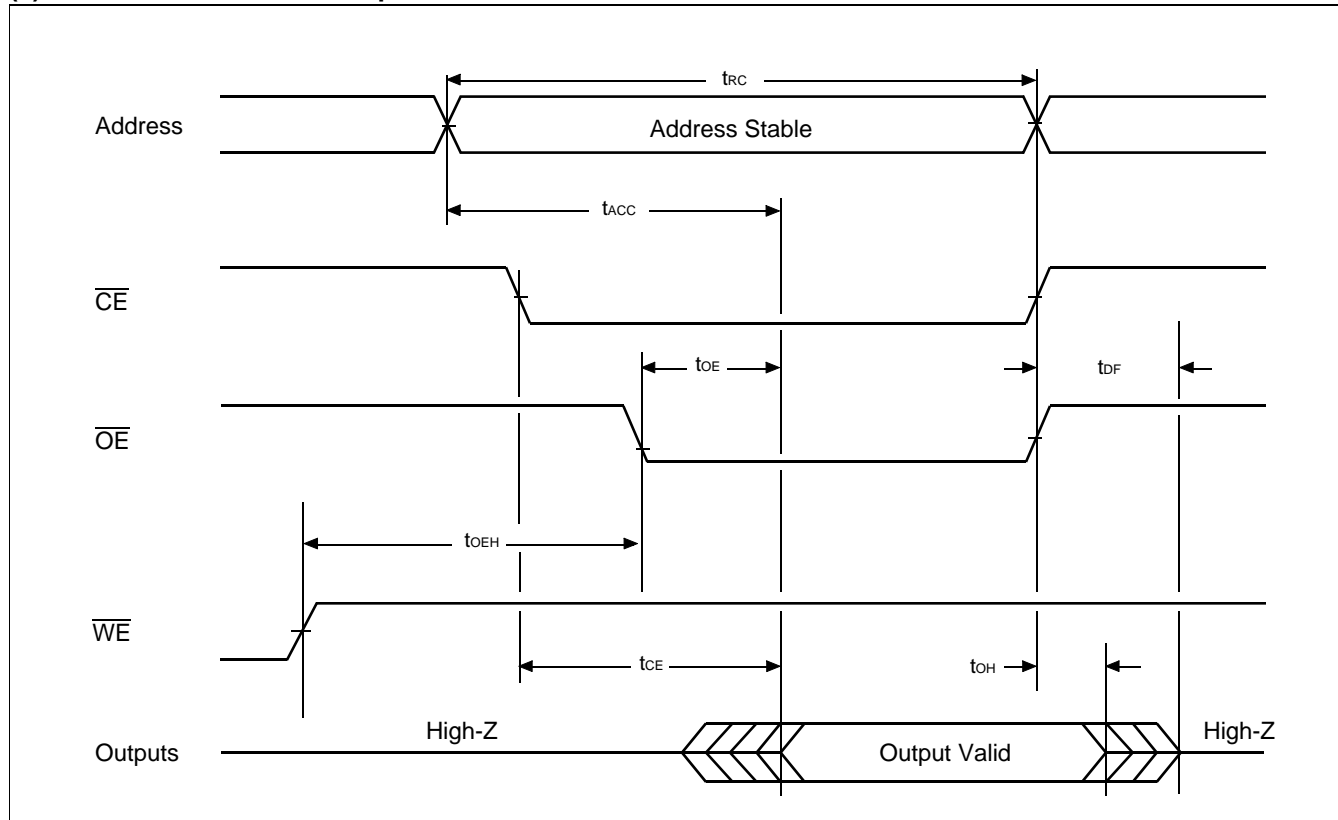 tRC
Address
Address Stable
tACC
CE
tOE
tDF
OE
tOEH
WE
tCE
tOH
High-Z
High-Z
Outputs
Output Valid